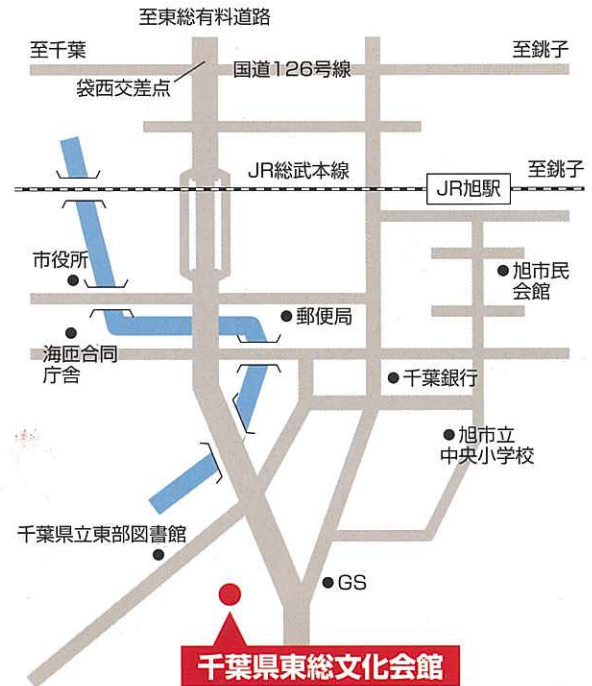 至東総有料道路
至千葉
至銚子
国道126号線
袋西交差点
JR総武本線
至銚子
JR旭駅
市役所
旭市民
会館
郵便局
海匝合同
庁舎
千葉銀行
旭市立
中央小学校
千葉県立東部図書館
GS
千葉県東総文化会館